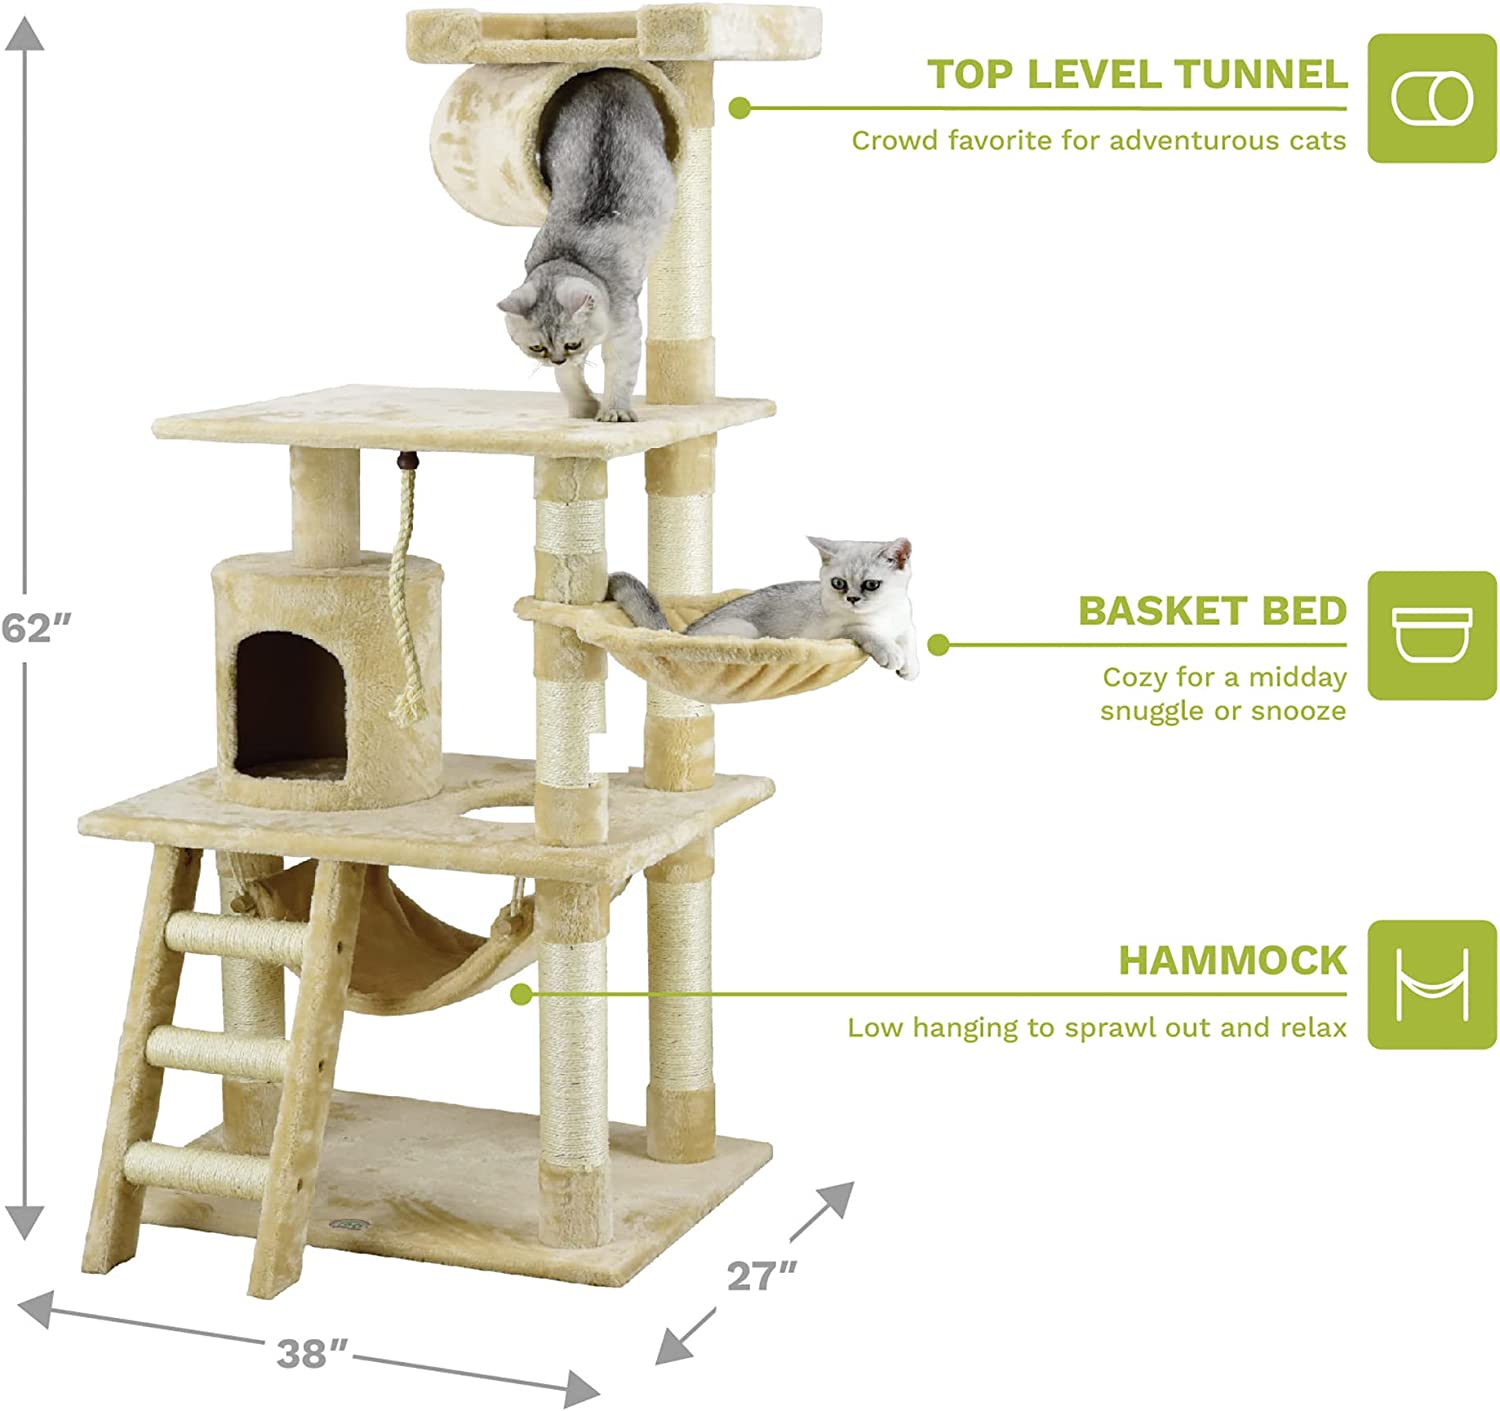 TOP LEVEL TUNNEL
Crowd favorite for adventurous cats
62"
BASKET BED
Cozy for a midday
snuggle or snooze
HAMMOCK
Low hanging to sprawl out and relax
27"
38"